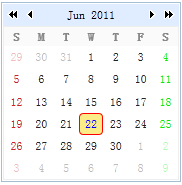 Jun 2011
S M T W T F S
29 30 31 1 2 3 4
5 6 7 8 9 10 11
12 13 14 15 16 17 18
19 20 21 22 23 24 25
26 27 28 29 30 1 2
3 4 5 6 7 8 9